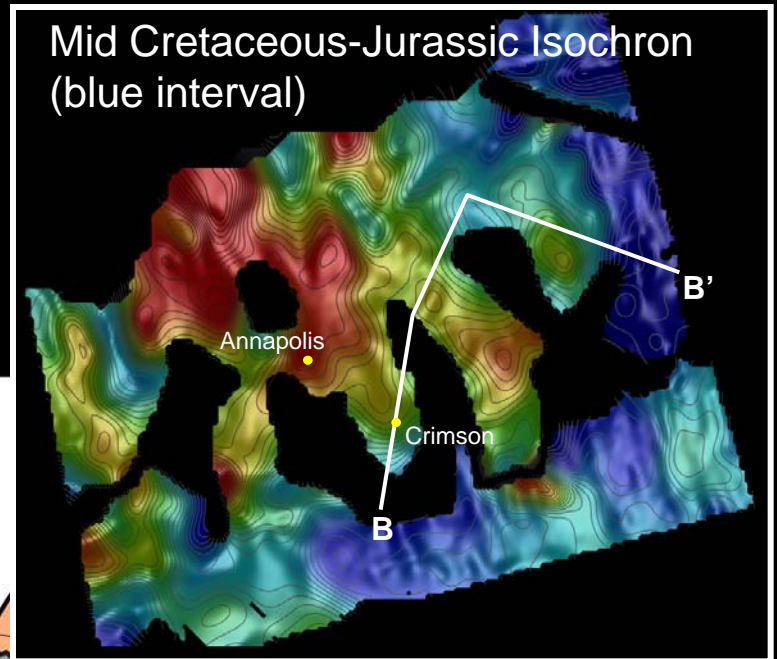 Mid Cretaceous-Jurassic Isochron
(blue interval)
B'
Annapolis
Crimson
B